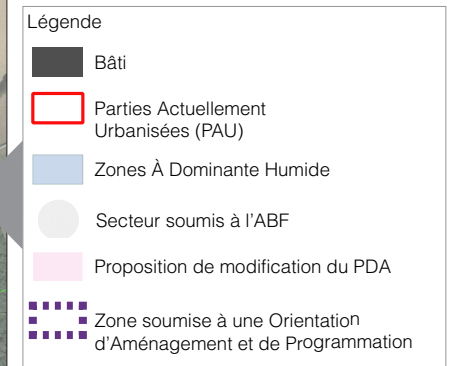 Légende
Bâti
Parties Actuellement
Urbanisées (PAU)
Zones À Dominante Humide
Secteur soumis à l'ABF
Proposition de modification du PDA
Zone soumise à une Orientation
d'Aménagement et de Programmation